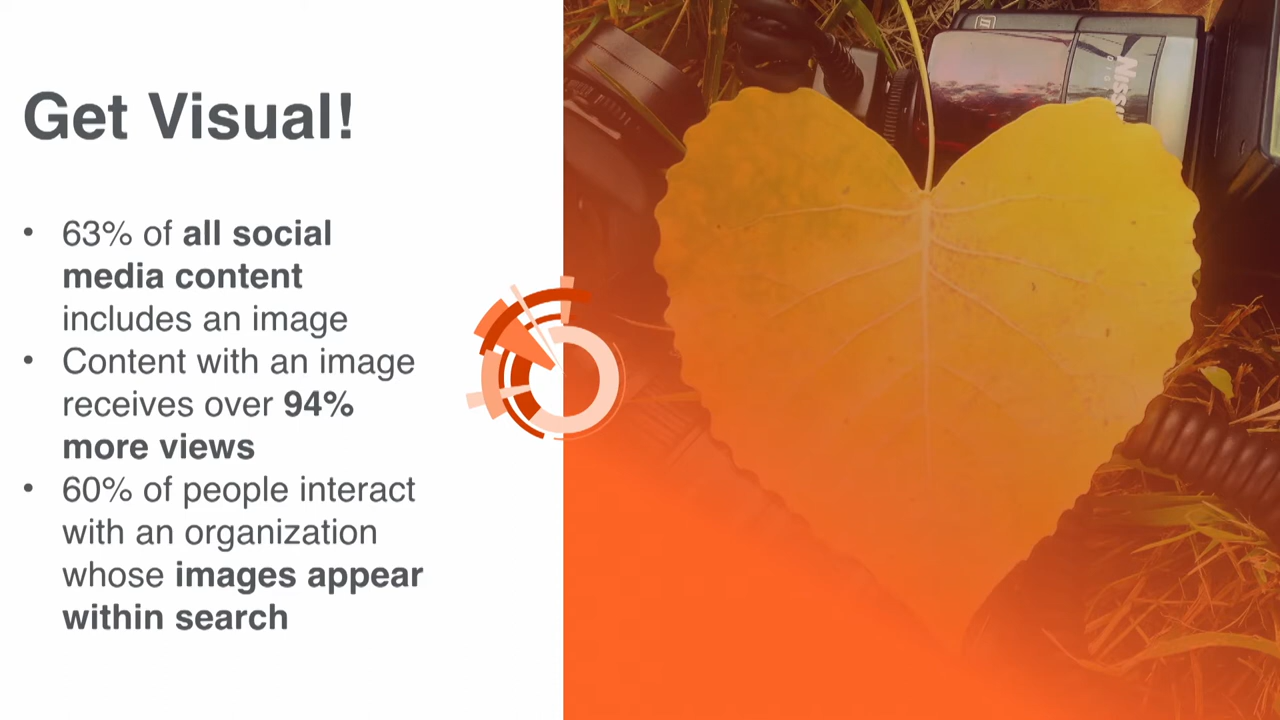 Get Visual!
• 63% of all social
media content
includes an image
• Content with an image
receives over 94%
more views
• 60% of people interact
with an organization
whose images appear
within search